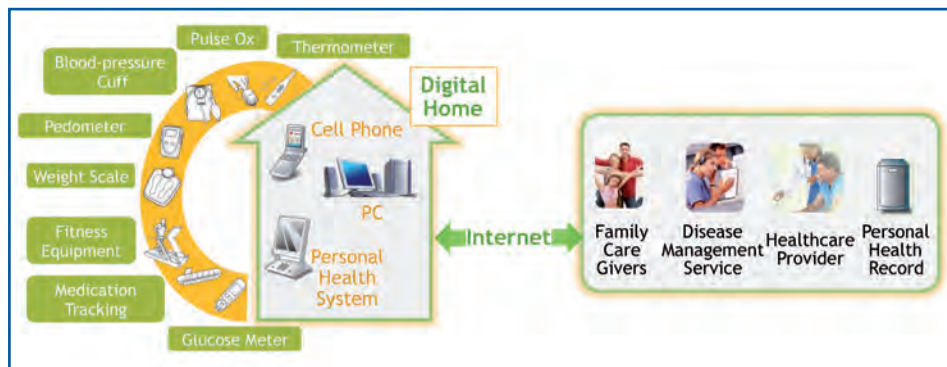 Pulse Ox
Thermometer
Blood-pressure
Cuff
Pedometer
Weight Scale
Fitness
Equipment
Medication
Tracking
Glucose Meter
Digital
Home
Cell Phone
PC
Personal
Health
System
Internet
Family
Care
Givers
Disease
Management
Service
Healthcare
Provider
Personal
Health
Record